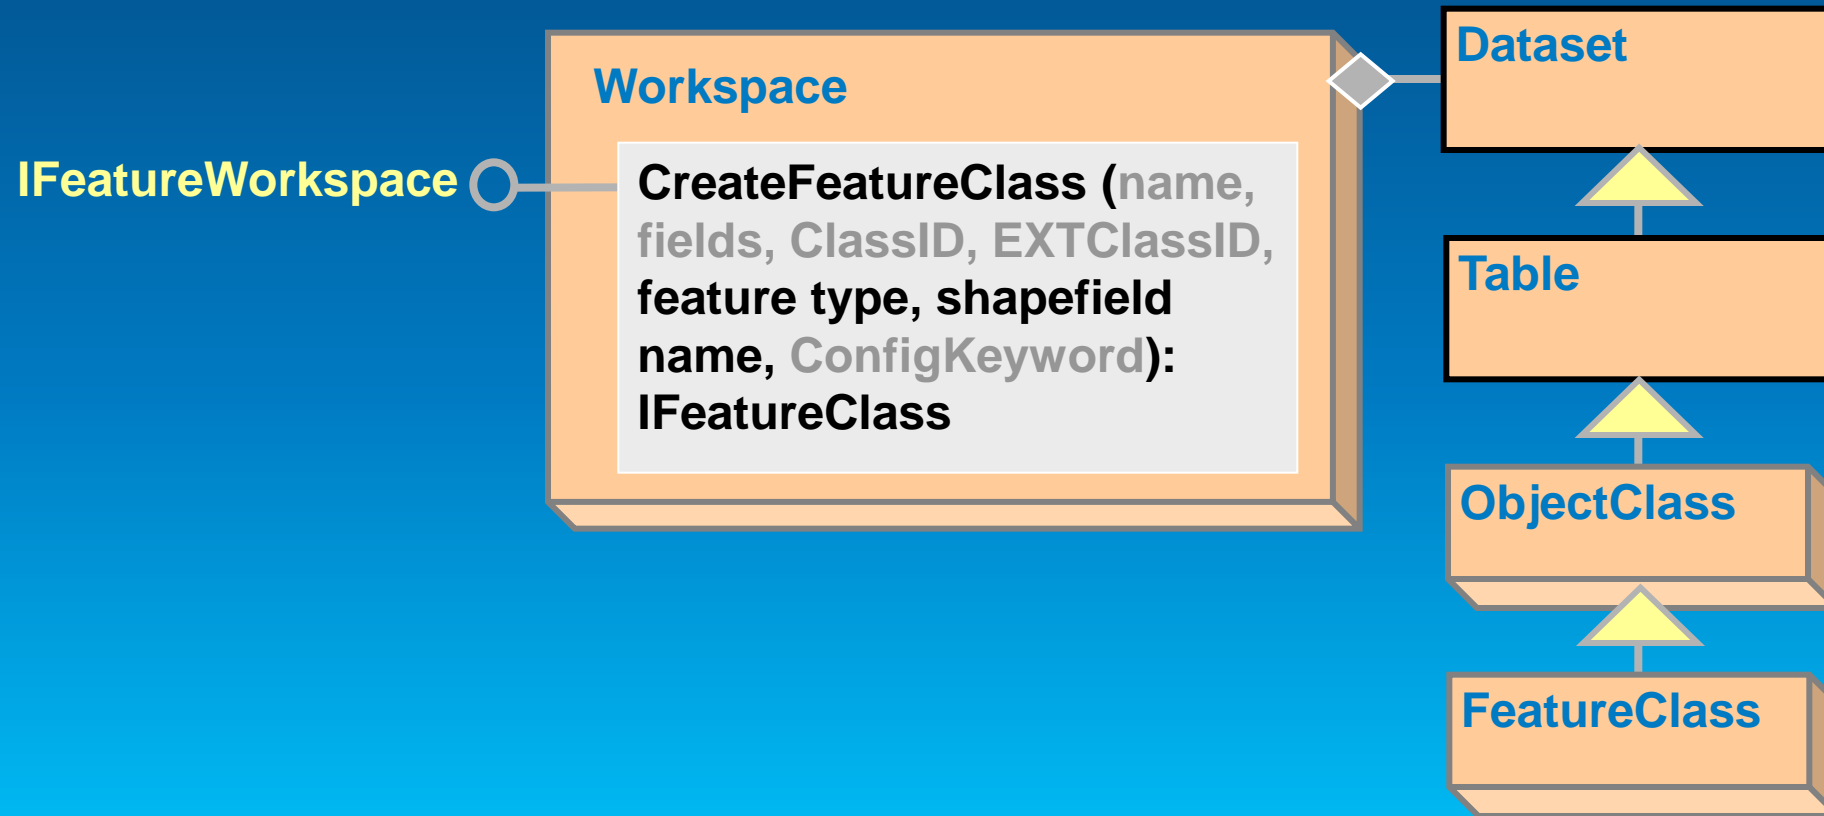 IFeatureWorkspace
Workspace
CreateFeatureClass (name,
fields, ClassID, EXTClassID,
feature type, shapefield
name, ConfigKeyword):
IFeatureClass
Dataset
Table
ObjectClass
FeatureClass